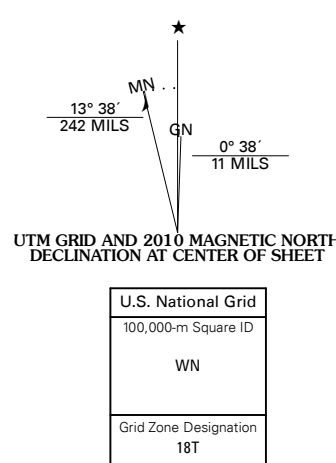 ★
MN
13° 38´
242 MILS
GN
0° 38´
11 MILS
UTM GRID AND 2010 MAGNETIC NORTH
DECLINATION AT CENTER OF SHEET
U.S. National Grid
100,000-m Square ID
WN
Grid Zone Designation
18T